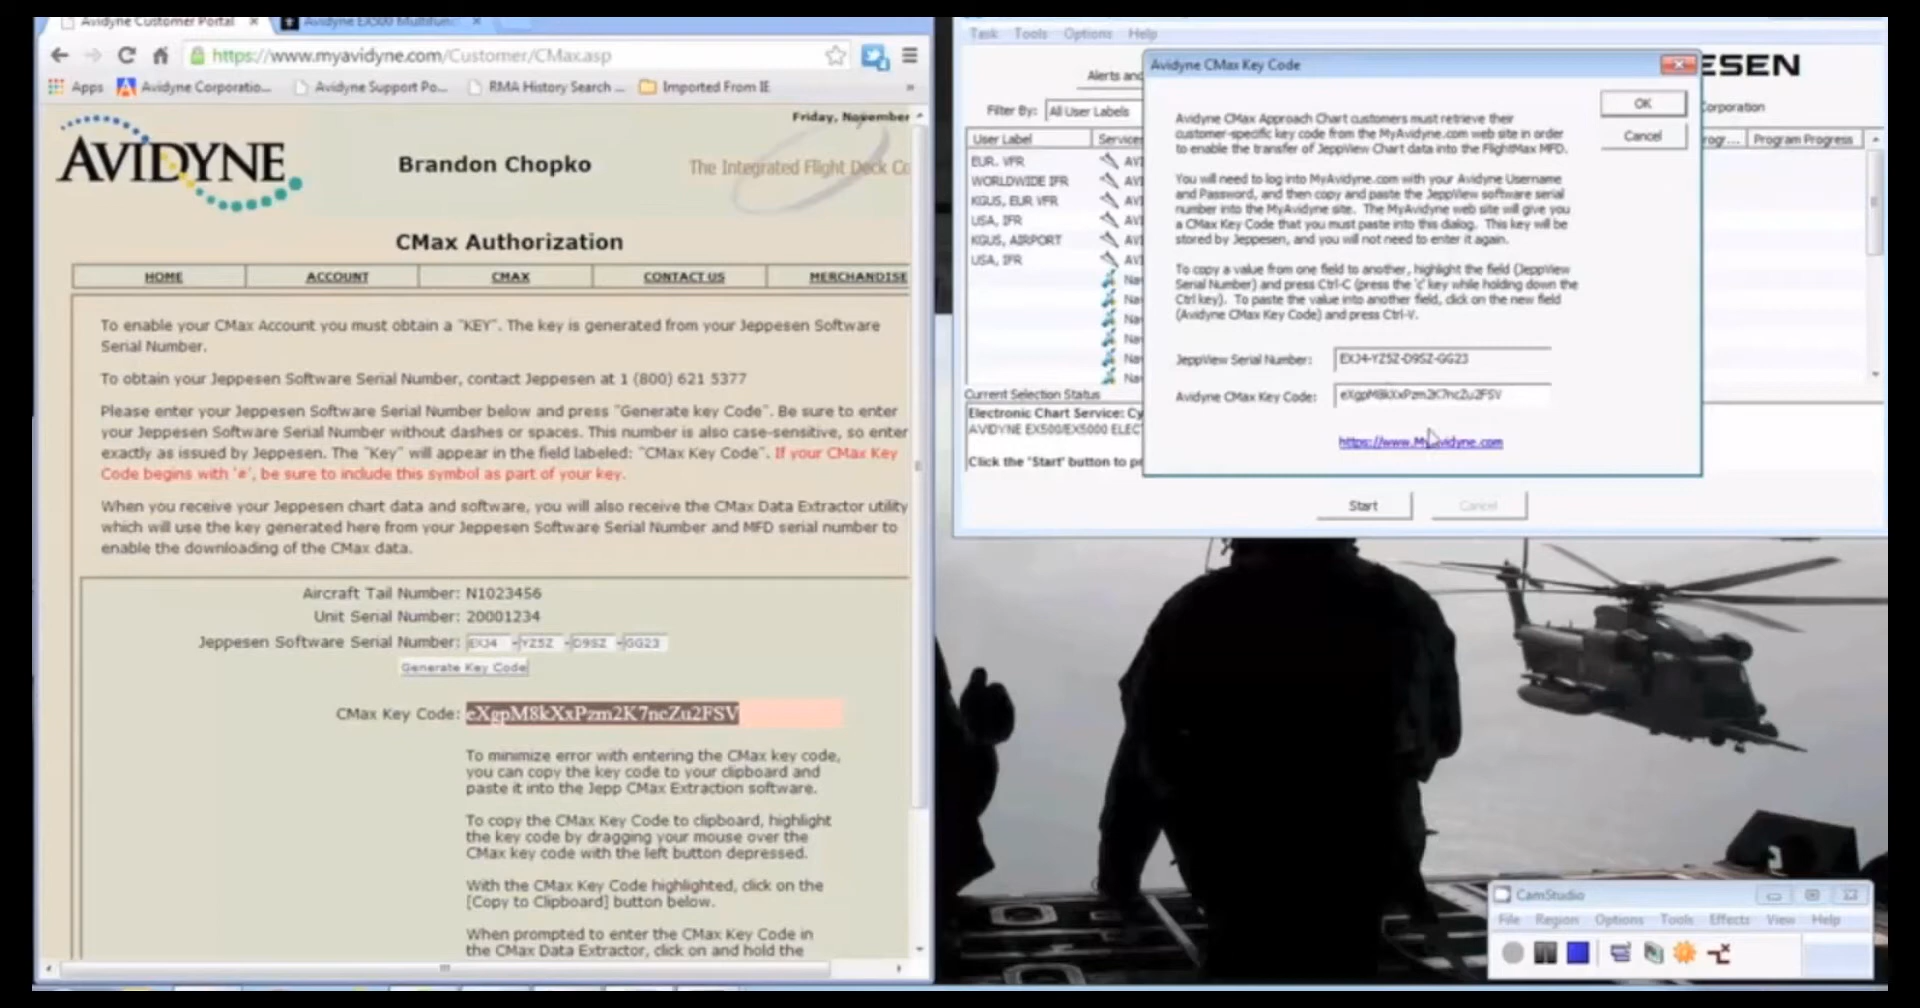 Avidyne Customer Portal
Avidyne EX500 Multifun
https://www.myavidyne.com/Customer/CMax.asp
Apps
Avidyne Corporatio...
Avidyne Support Po...
RMA History Search ...
Imported From IE
»
Friday, November
AVIDYNE
Brandon Chopko
The Integrated Flight Deck Co
CMax Authorization
HOME
ACCOUNT
CMAX
CONTACT US
MERCHANDISE
To enable your CMax Account you must obtain a "KEY". The key is generated from your Jeppesen Software
Serial Number.
To obtain your Jeppesen Software Serial Number, contact Jeppesen at 1 (800) 621 5377
Please enter your Jeppesen Software Serial Number below and press "Generate key Code". Be sure to enter
your Jeppesen Software Serial Number without dashes or spaces. This number is also case-sensitive, so enter
exactly as issued by Jeppesen. The "Key" will appear in the field labeled: "CMax Key Code". If your CMax Key
Code begins with 'e', be sure to include this symbol as part of your key.
When you receive your Jeppesen chart data and software, you will also receive the CMax Data Extractor utility
which will use the key generated here from your Jeppesen Software Serial Number and MFD serial number to
enable the downloading of the CMax data.
Aircraft Tail Number: N1023456
Unit Serial Number: 20001234
Jeppesen Software Serial Number: EXJ4 -YZ5Z -D9SZ -GG23
Generate Key Code
CMax Key Code: eXgpM8kXxPzm2K7ncZu2FSV
To minimize error with entering the CMax key code,
you can copy the key code to your clipboard and
paste it into the Jepp CMax Extraction software.
To copy the CMax Key Code to clipboard, highlight
the key code by dragging your mouse over the
CMax key code with the left button depressed.
With the CMax Key Code highlighted, click on the
[Copy to Clipboard] button below.
When prompted to enter the CMax Key Code in
the CMax Data Extractor, click on and hold the
Task Tools Options Help
ESEN
Alerts and
Corporation
Filter By: All User Labels
User Label
Services
rog...
Program Progress
EUR. VFR AVI
WORLDWIDE IFR AVI
KGUS, EUR VFR AVI
USA, IFR AVI
KGUS, AIRPORT AVI
USA, IFR AVI
Nav
Nav
Nav
Nav
Nav
Nav
Current Selection Status
Electronic Chart Service: Cy
AVIDYNE EX500/EX5000 ELECT
Click the 'Start' button to pr
Start
Cancel
Avidyne CMax Key Code
OK
Cancel
Avidyne CMax Approach Chart customers must retrieve their
customer-specific key code from the MyAvidyne.com web site in order
to enable the transfer of JeppView Chart data into the FlightMax MFD.
You will need to log into MyAvidyne.com with your Avidyne Username
and Password, and then copy and paste the JeppView software serial
number into the MyAvidyne site. The MyAvidyne web site will give you
a CMax Key Code that you must paste into this dialog. This key will be
stored by Jeppesen, and you will not need to enter it again.
To copy a value from one field to another, highlight the field (JeppView
Serial Number) and press Ctrl-C (press the 'c' key while holding down the
Ctrl key). To paste the value into another field, click on the new field
(Avidyne CMax Key Code) and press Ctrl-V.
JeppView Serial Number: EXJ4-YZ5Z-D9SZ-GG23
Avidyne CMax Key Code: eXgpM8kXxPzm2K7ncZu2FSV
https://www.MyAvidyne.com
CamStudio
File Region Options Tools Effects View Help